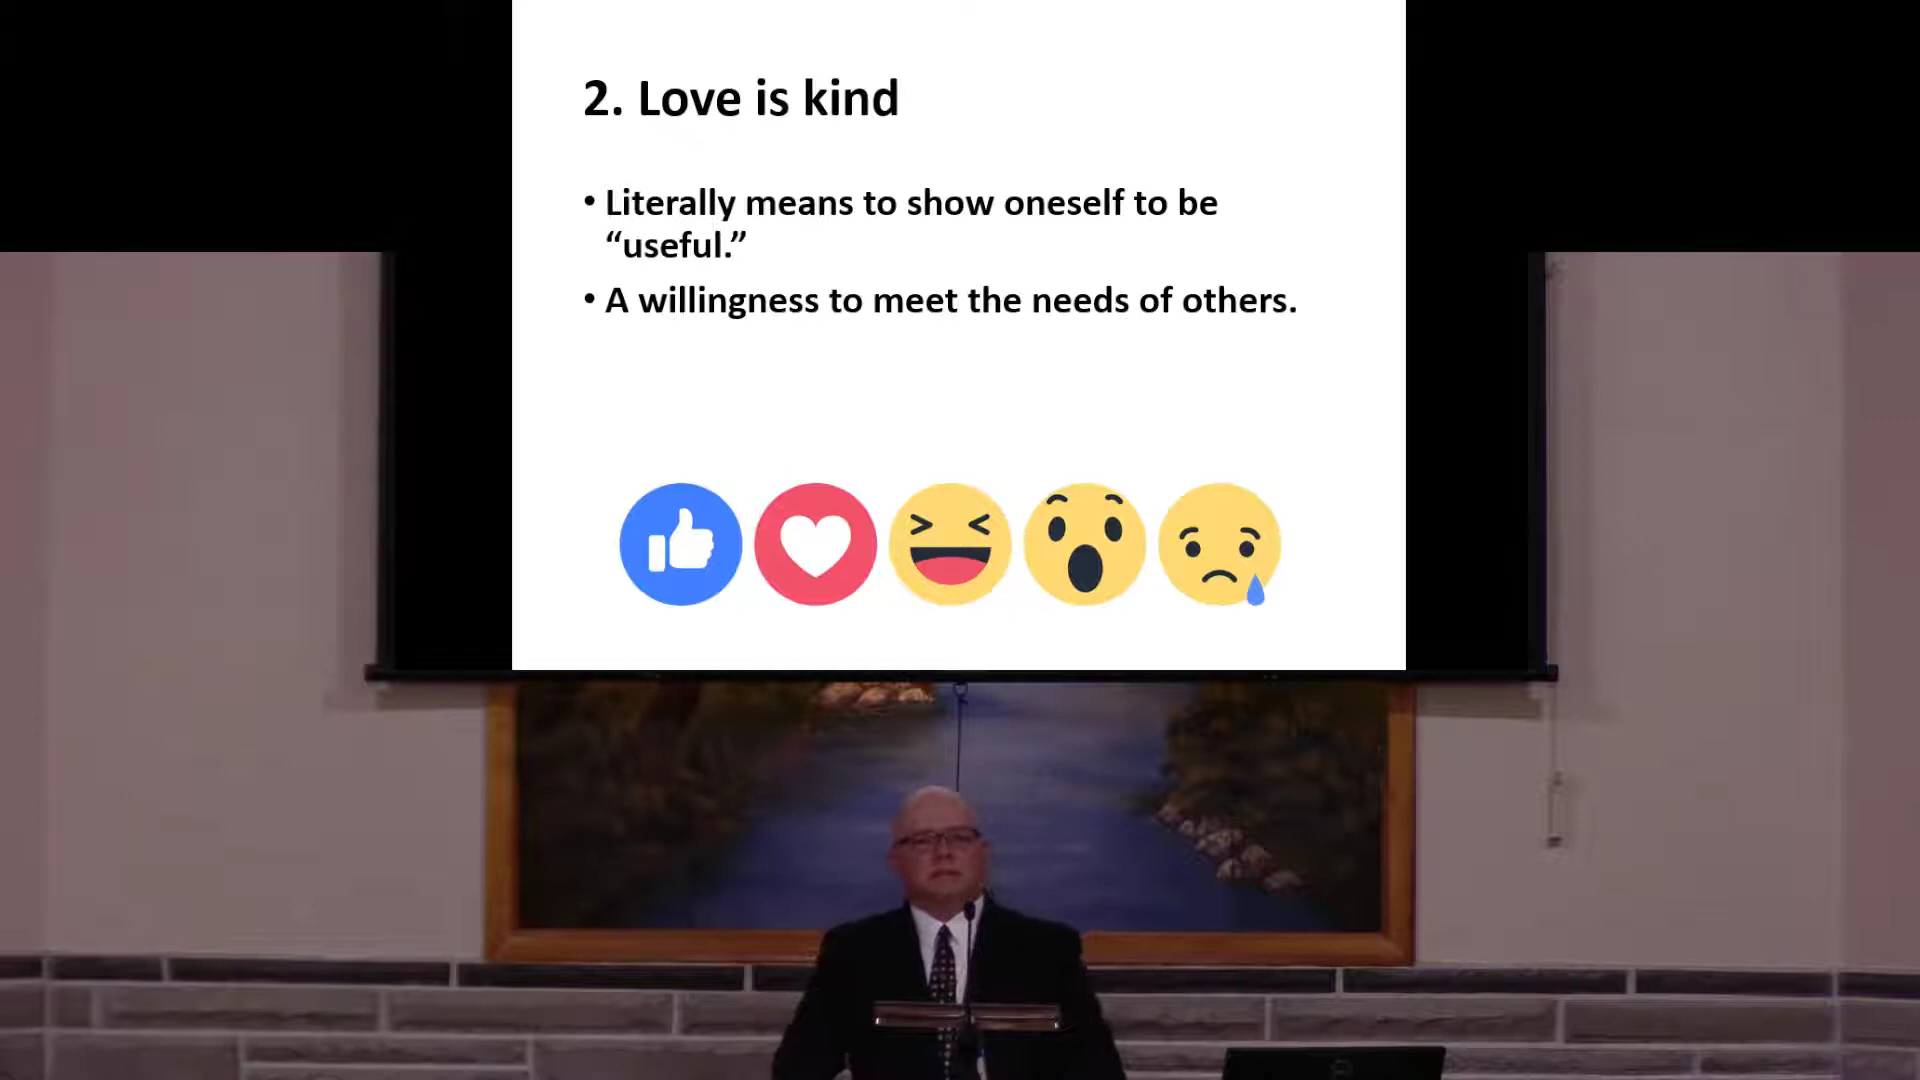 2. Love is kind
• Literally means to show oneself to be
“useful.”
• A willingness to meet the needs of others.